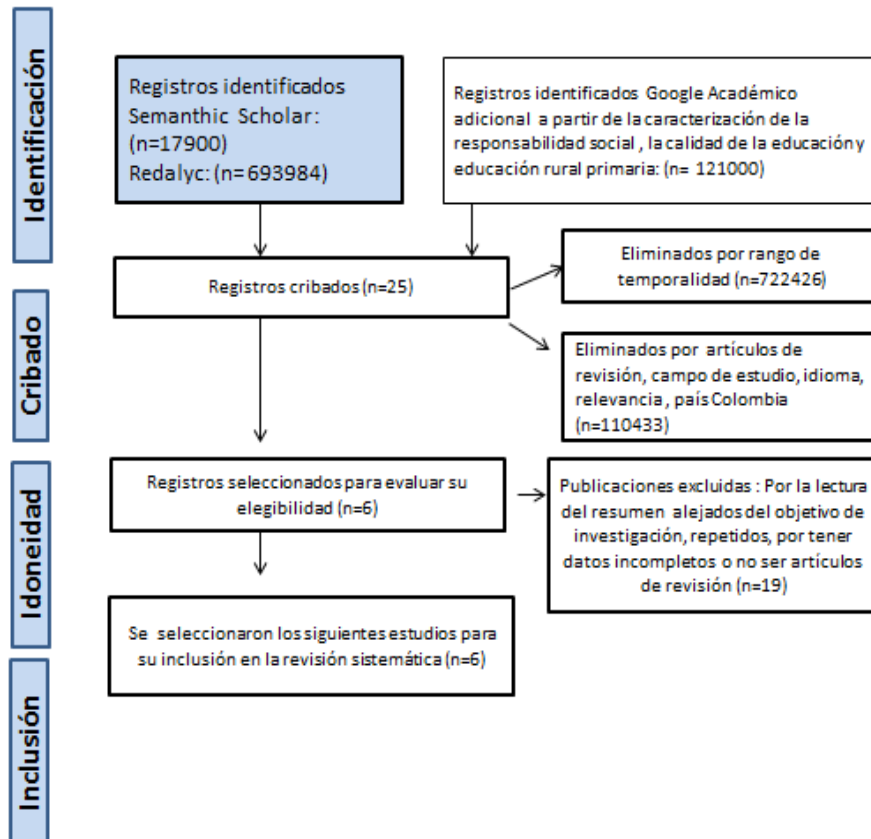 Identificación
Registros identificados
Semanthic Scholar:
(n=17900)
Redalyc: (n= 693984)
Registros identificados Google Académico
adicional a partir de la caracterización de la
responsabilidad social , la calidad de la educación y
educación rural primaria: (n= 121000)
Cribado
Registros cribados (n=25)
Eliminados por rango de
temporalidad (n=722426)
Eliminados por artículos de
revisión, campo de estudio, idioma,
relevancia , país Colombia
(n=110433)
Idoneidad
Registros seleccionados para evaluar su
elegibilidad (n=6)
Publicaciones excluidas : Por la lectura
del resumen alejados del objetivo de
investigación, repetidos, por tener
datos incompletos o no ser artículos
de revisión (n=19)
Inclusión
Se seleccionaron los siguientes estudios para
su inclusión en la revisión sistemática (n=6)